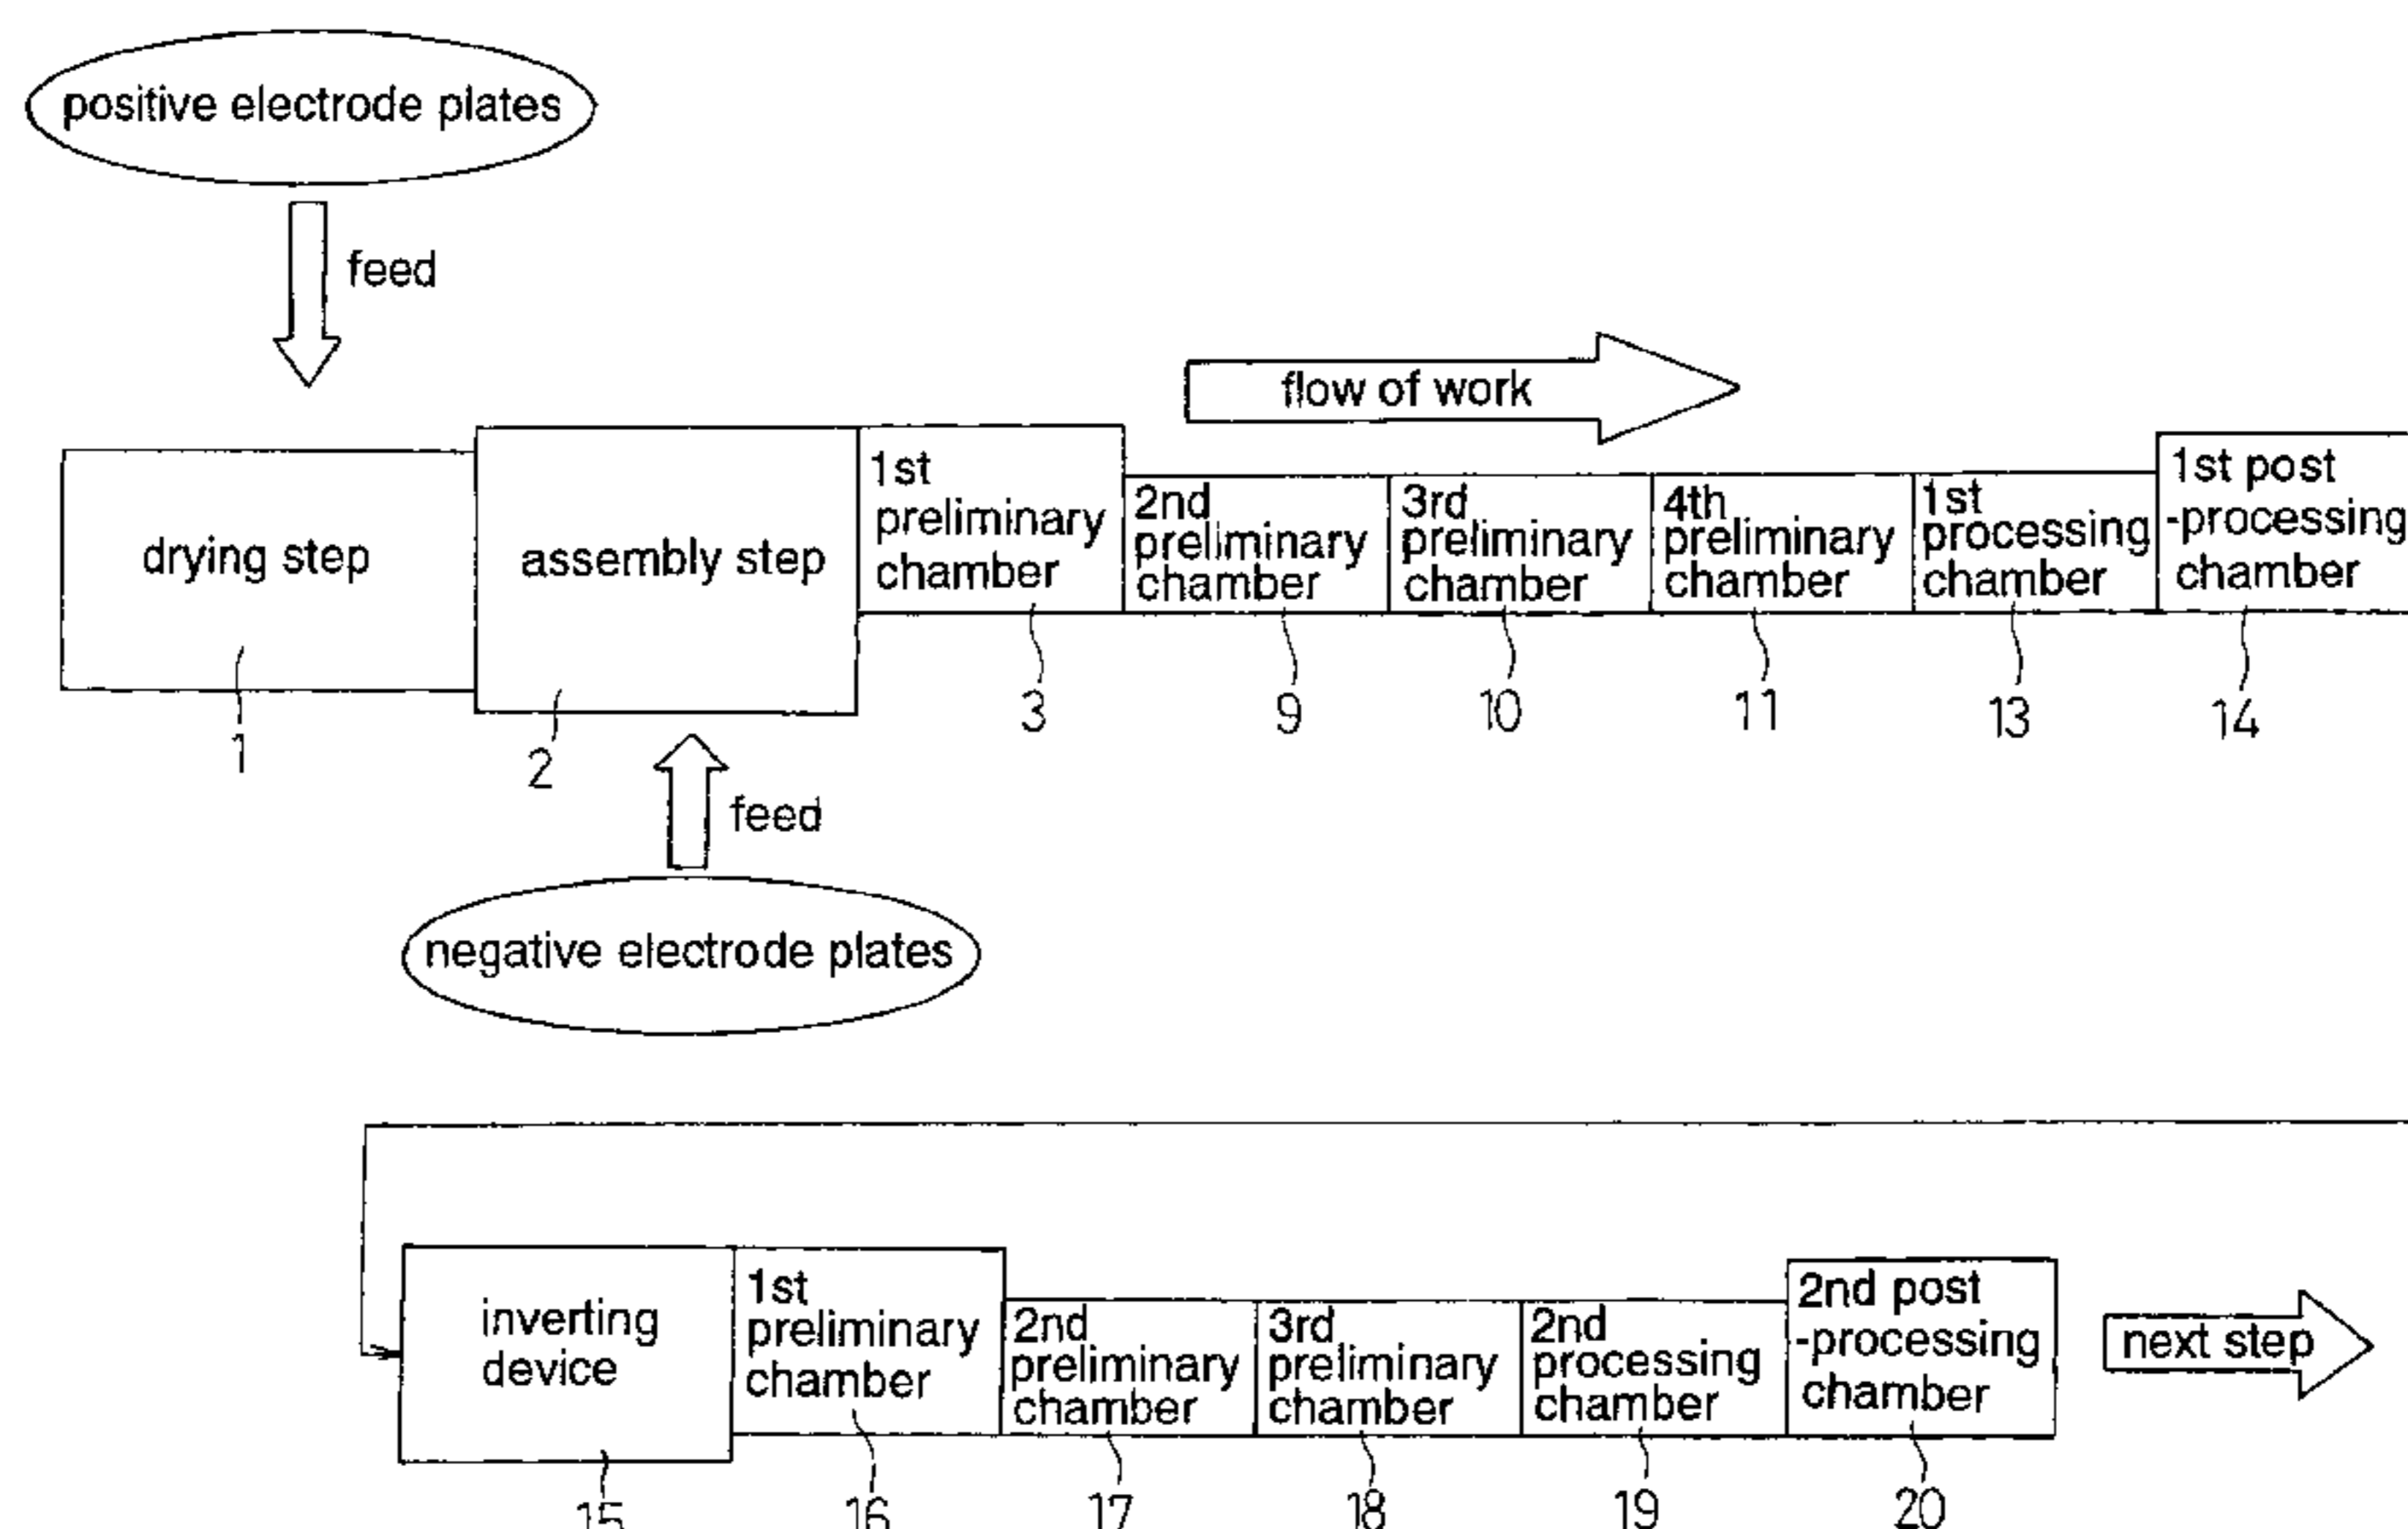 positive electrode plates
feed
flow of work
drying step
assembly step
1st
preliminary
chamber
2nd
preliminary
chamber
3rd
preliminary
chamber
4th
preliminary
chamber
1st
processing
chamber
1st post
-processing
chamber
1
2
3
9
10
11
13
14
feed
negative electrode plates
inverting
device
1st
preliminary
chamber
2nd
preliminary
chamber
3rd
preliminary
chamber
2nd
processing
chamber
2nd post
-processing
chamber
next step
15
16
17
18
19
20